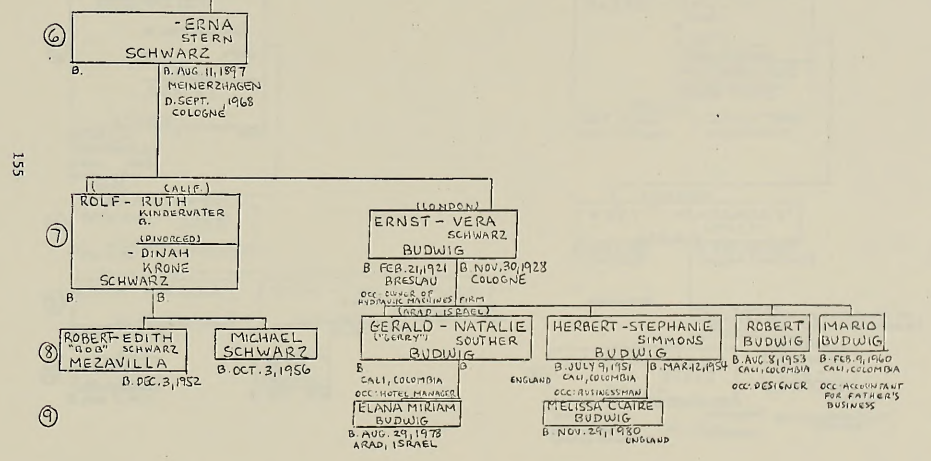 ⑥
- ERNA
STERN
SCHWARZ
B.
B. AUG. 11, 1897
MEINERZHAGEN
D. SEPT. , 1968
COLOGNE
155
(CALIF.)
ROLF - RUTH
KINDERVATER
B.
(DIVORCED)
- DINAH
KRONE
SCHWARZ
B
B.
⑦
(LONDON)
ERNST - VERA
SCHWARZ
BUDWIG
B FEB. 21, 1921
BRESLAU
OCC: OWNER OF
HYDRAULIC MACHINES FIRM
B. NOV. 30, 1928
COLOGNE
⑧
ROBERT - EDITH
"BOB" SCHWARZ
MEZAVILLA
B. DEC. 3, 1952
MICHAEL
SCHWARZ
B. OCT. 3, 1956
(ARAD, ISRAEL)
GERALD - NATALIE
("GERRY") SOUTHER
BUDWIG
B
B
CALI, COLOMBIA
OCC: HOTEL MANAGER
HERBERT - STEPHANIE
SIMMONS
BUDWIG
B. JULY 9, 1951
CALI, COLOMBIA
OCC: BUSINESSMAN
B. MAR. 12, 1954
ENGLAND
ROBERT
BUDWIG
B. AUG. 8, 1953
CALI, COLOMBIA
OCC: DESIGNER
MARIO
BUDWIG
B. FEB. 9, 1960
CALI, COLOMBIA
OCC: ACCOUNTANT
FOR FATHER'S
BUSINESS
⑨
ELANA MIRIAM
BUDWIG
B. AUG. 29, 1978
ARAD, ISRAEL
MELISSA CLAIRE
BUDWIG
B. NOV. 29, 1980
ENGLAND